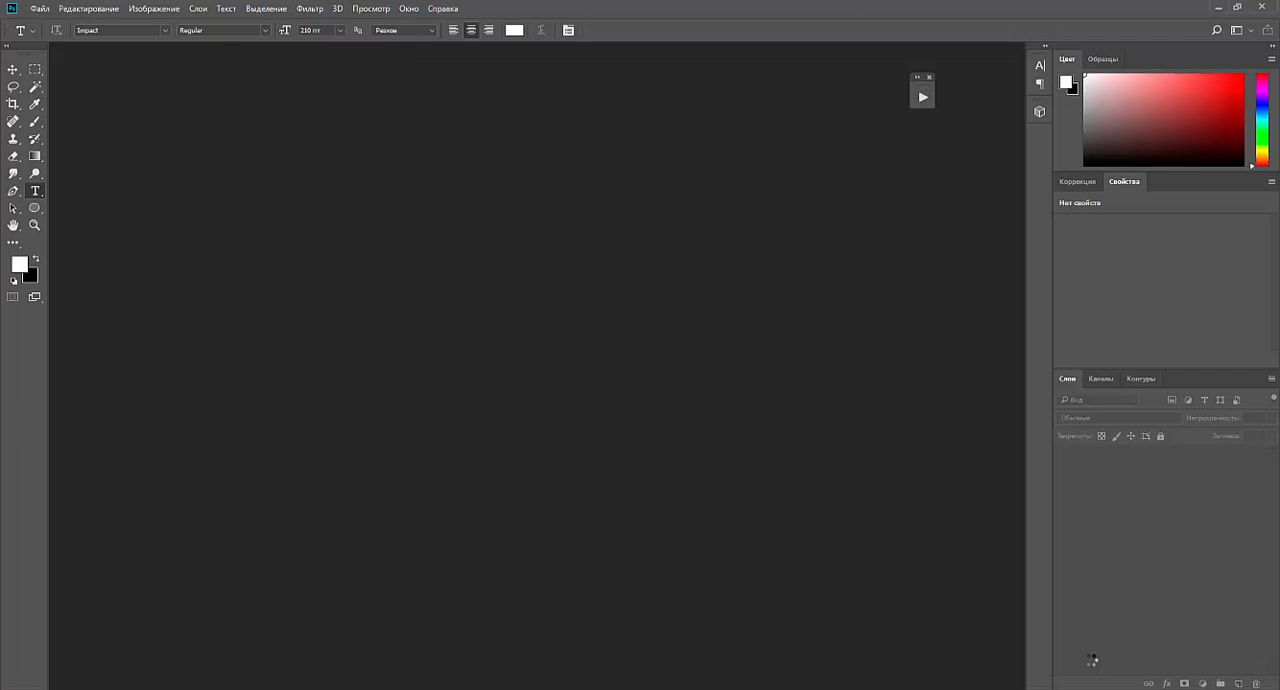 Ps Файл Редактирование Изображение Слои Текст Выделение Фильтр 3D Просмотр Окно Справка
T Impact Regular 210 пт Резкое
Цвет Образцы
Коррекция Свойства
Нет свойств
Слои Каналы Контуры
Вид
Обычные Непрозрачность:
Закрепить: Заливка: